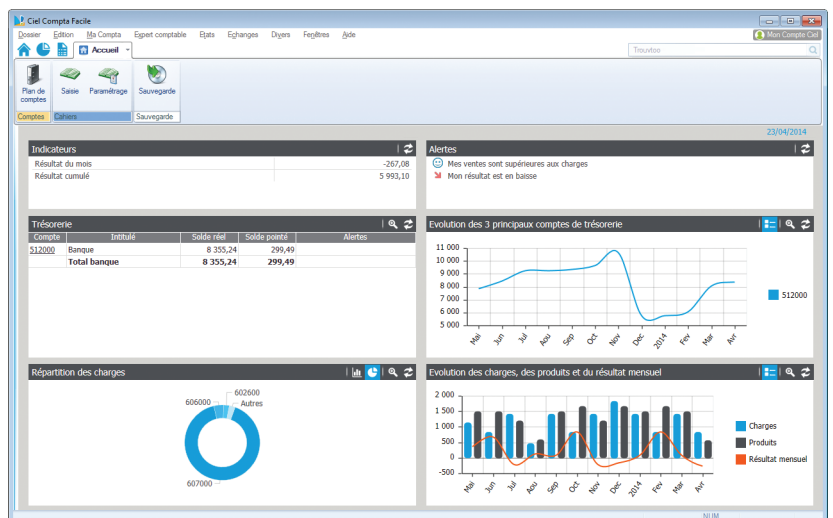 Ciel Compta Facile
Dossier Edition Ma Compta Expert comptable Etats Echanges Divers Fenêtres Aide
Mon Compte Ciel
Accueil
Trouvtoo
Plan de comptes Saisie Paramétrage Sauvegarde
Comptes Cahiers Sauvegarde
23/04/2014
Indicateurs
Résultat du mois -267,08
Résultat cumulé 5 993,10
Alertes
Mes ventes sont supérieures aux charges
Mon résultat est en baisse
Trésorerie
Compte Intitulé Solde réel Solde pointé Alertes
512000 Banque 8 355,24 299,49
Total banque 8 355,24 299,49
Evolution des 3 principaux comptes de trésorerie
11 000
10 000
9 000
8 000
7 000
6 000
5 000
Mai Jun Jul Aou Sep Oct Nov Dec 2014 Fev Mar Avr
512000
Répartition des charges
602600
606000
Autres
607000
Evolution des charges, des produits et du résultat mensuel
2 000
1 500
1 000
500
0
-500
Mai Jun Jul Aou Sep Oct Nov Dec 2014 Fev Mar Avr
Charges
Produits
Résultat mensuel
NUM